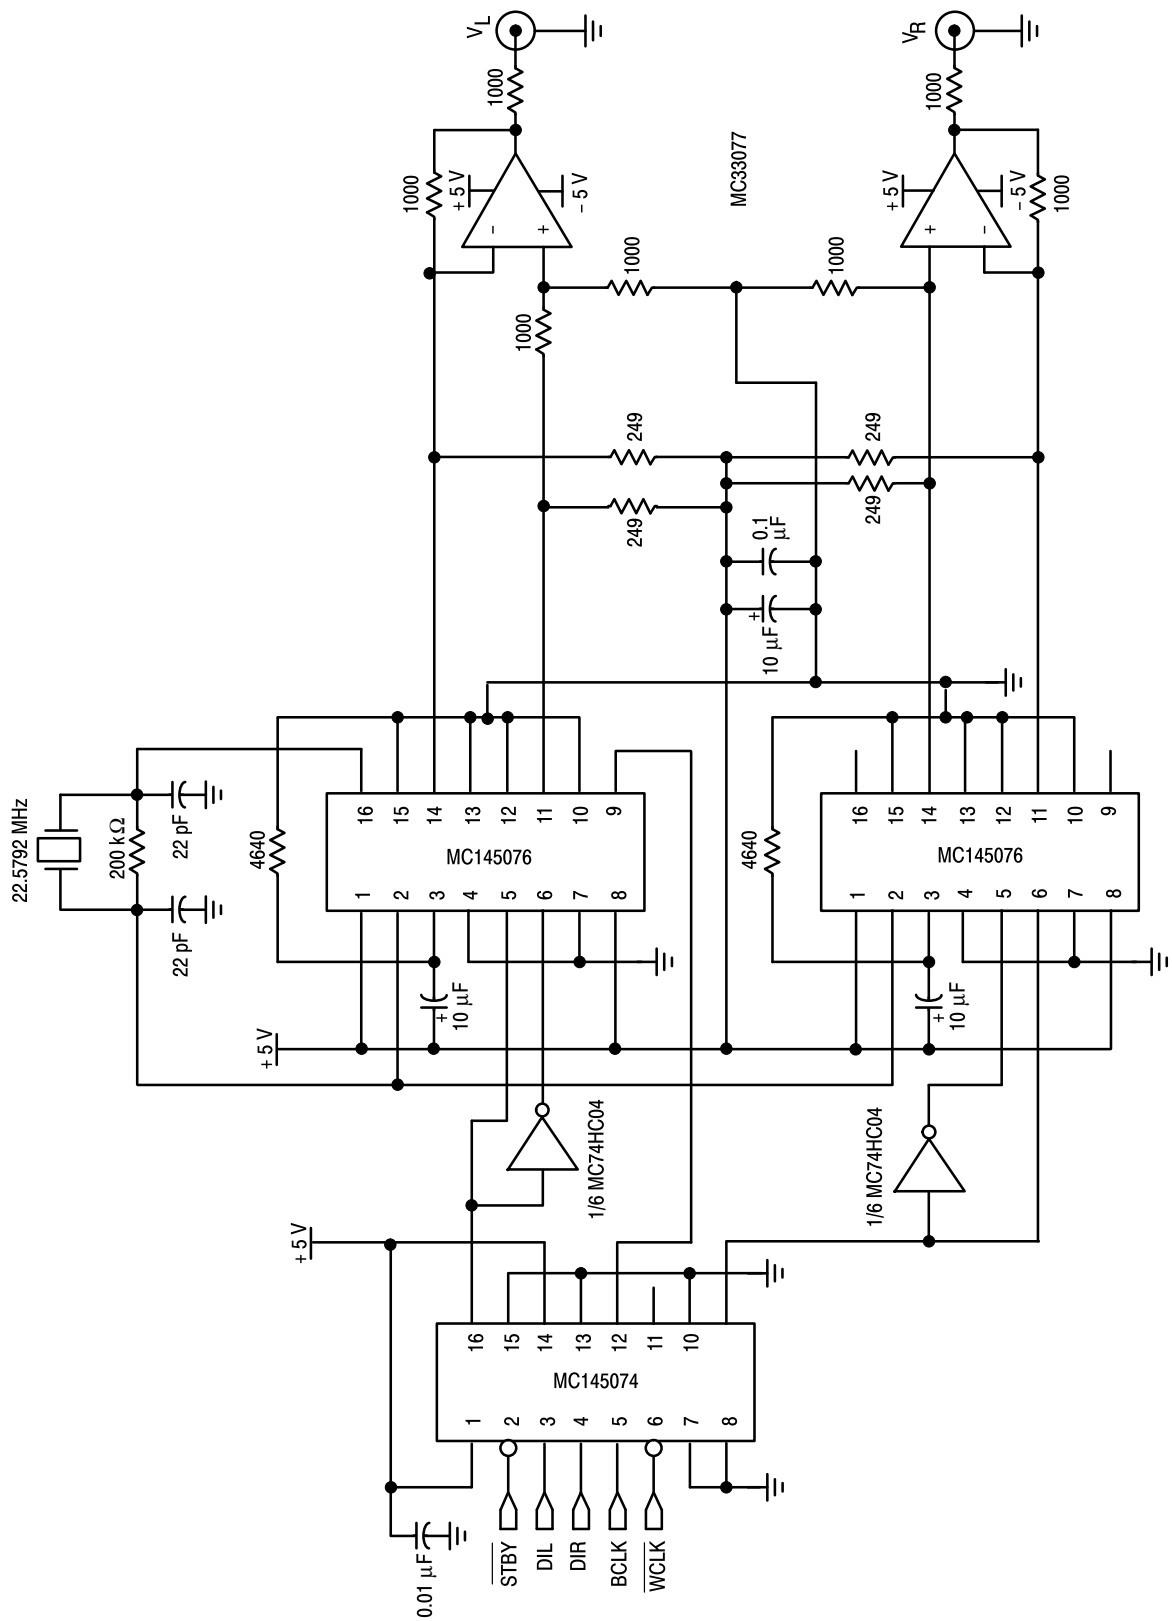 22.5792 MHz
200 kΩ
22 pF
22 pF
+ 5 V
4640
16
15
14
13
12
11
10
9
MC145076
1
2
3
4
5
6
7
8
+
10 µF
1/6 MC74HC04
+ 5 V
16
15
14
13
12
11
10
MC145074
1
2
3
4
5
6
7
8
0.01 µF
STBY
DIL
DIR
BCLK
WCLK
4640
16
15
14
13
12
11
10
9
MC145076
1
2
3
4
5
6
7
8
+
10 µF
1/6 MC74HC04
249
249
249
249
0.1
µF
+
10 µF
1000
1000
1000
1000
+ 5 V
– 5 V
–
+
1000
VL
MC33077
+ 5 V
– 5 V
+
–
1000
1000
VR